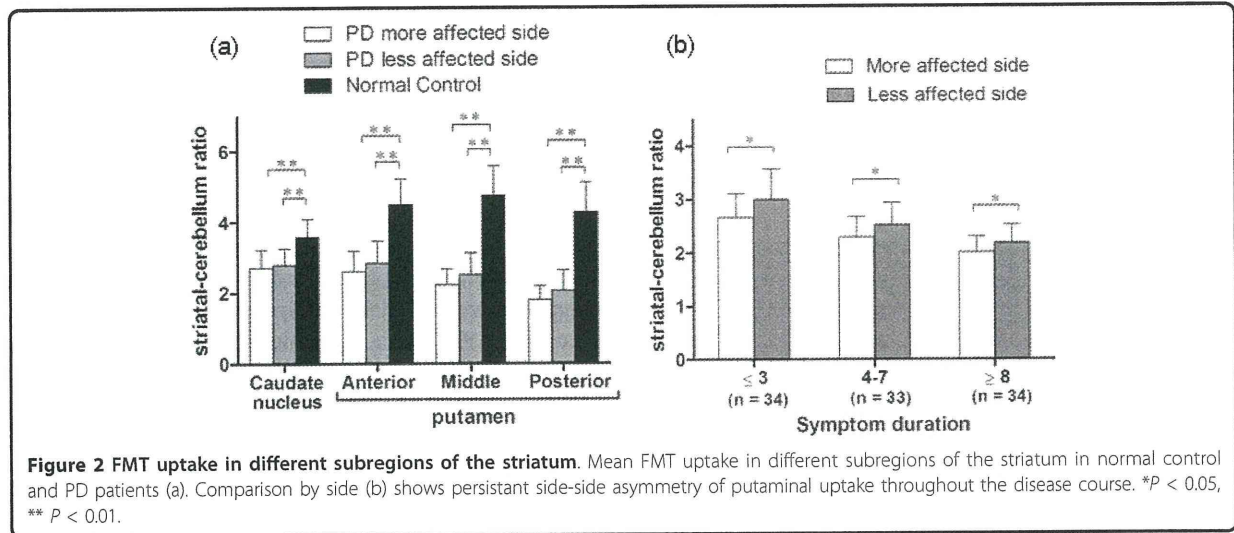 (a)
PD more affected side
PD less affected side
Normal Control
striatal-cerebellum ratio
6
4
2
0
** ** ** **
** ** ** **
Caudate nucleus
Anterior Middle Posterior
putamen
(b)
More affected side
Less affected side
striatal-cerebellum ratio
4
3
2
1
0
* * *
≤ 3 4-7 ≥ 8
(n = 34) (n = 33) (n = 34)
Symptom duration
Figure 2 FMT uptake in different subregions of the striatum. Mean FMT uptake in different subregions of the striatum in normal control
and PD patients (a). Comparison by side (b) shows persistant side-side asymmetry of putaminal uptake throughout the disease course. *P < 0.05,
** P < 0.01.